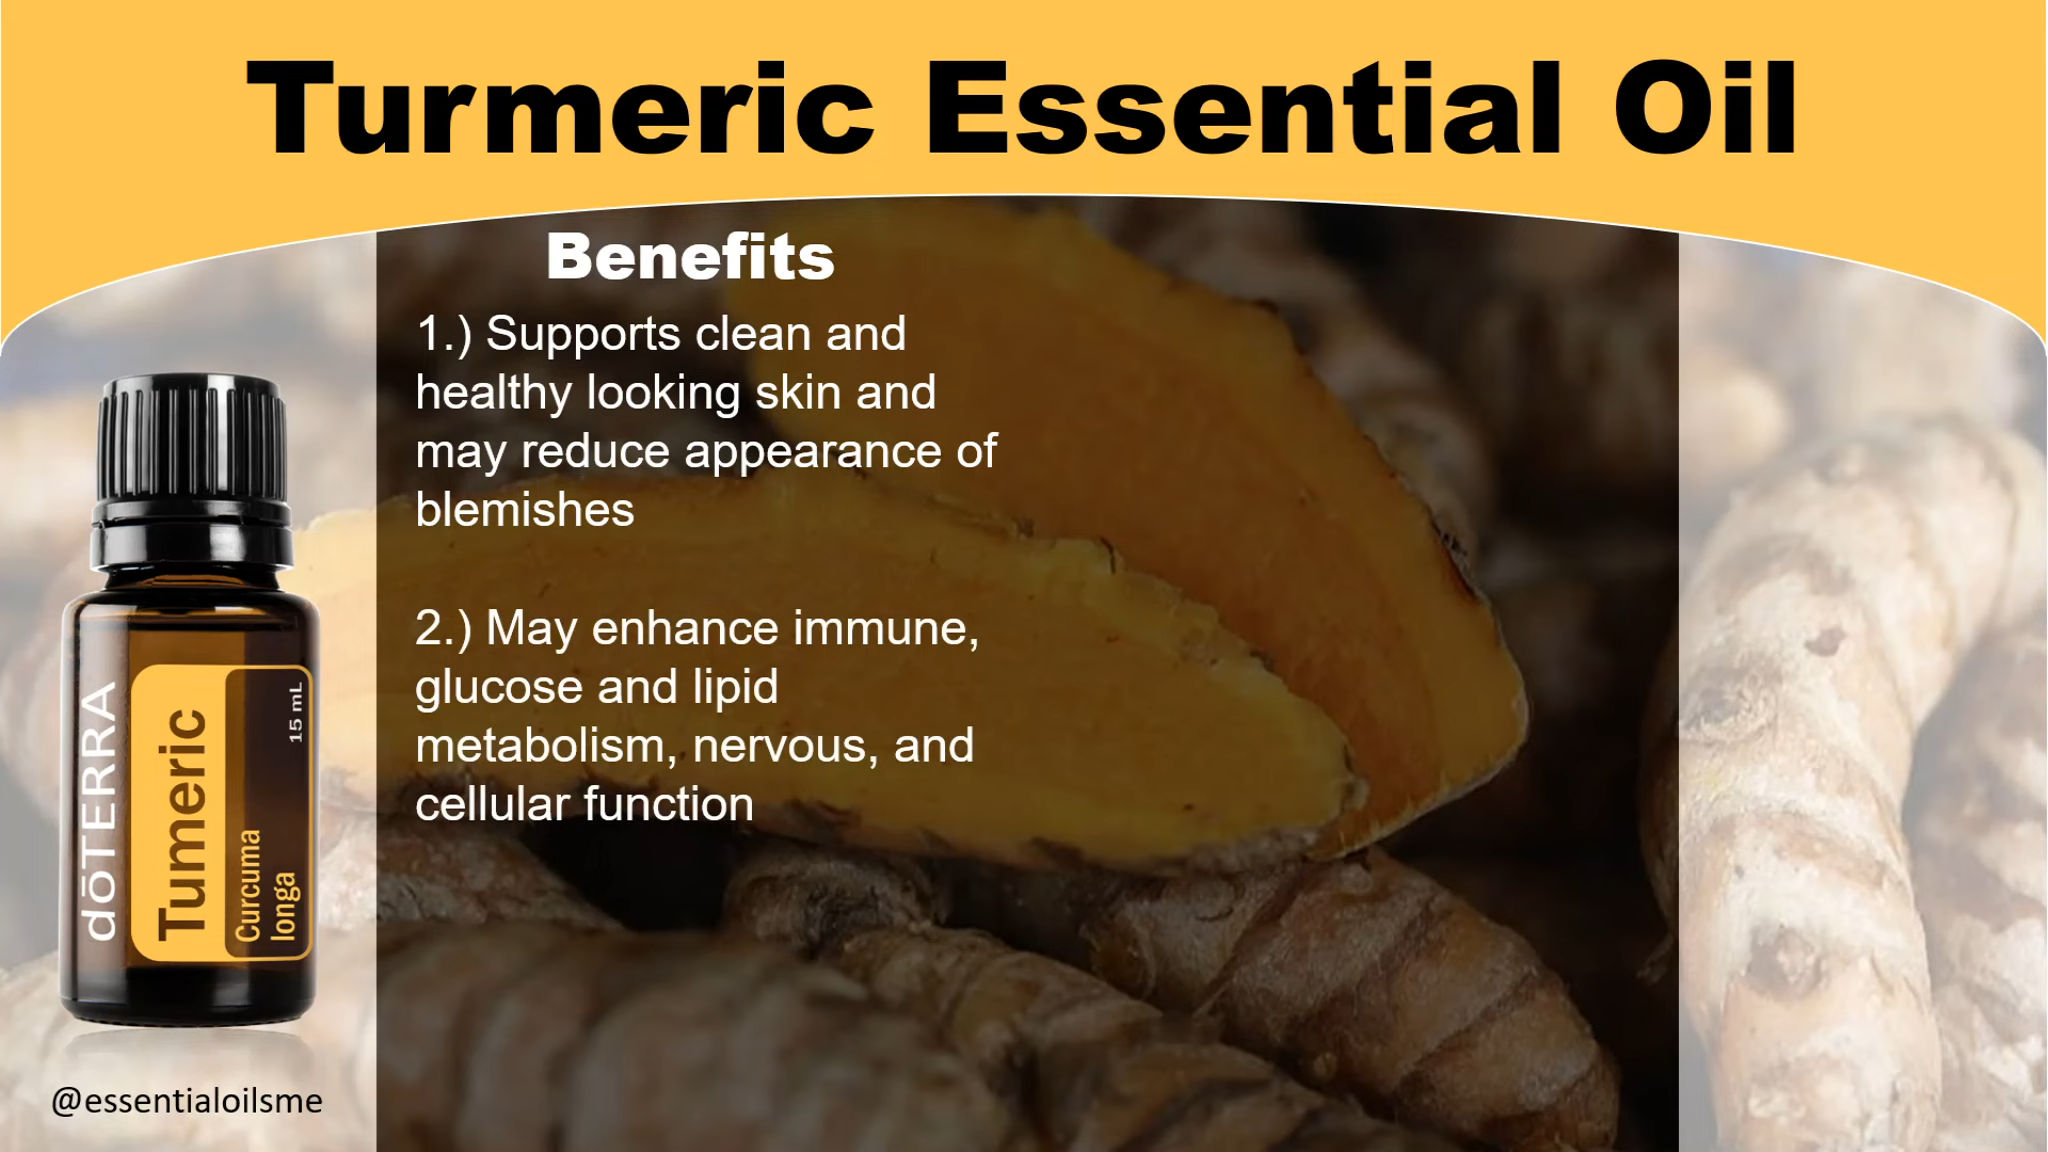 Turmeric Essential Oil
Benefits
1.) Supports clean and
healthy looking skin and
may reduce appearance of
blemishes
2.) May enhance immune,
glucose and lipid
metabolism, nervous, and
cellular function
dōTERRA
Tumeric
Curcuma
longa
15 mL
@essentialoilsme